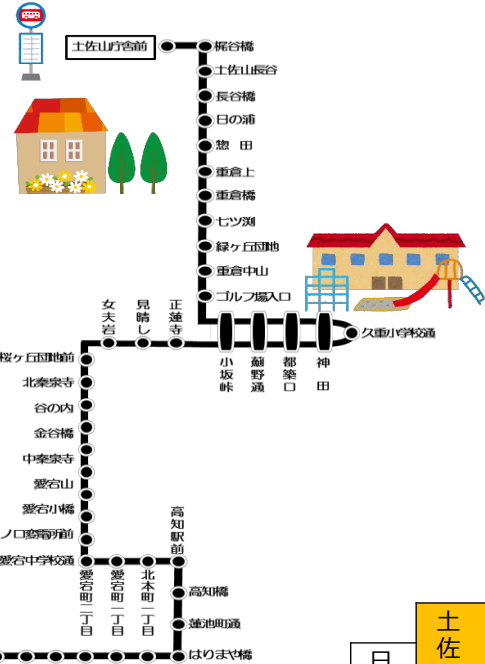 土佐山庁舎前
梶谷橋
土佐山長谷
長谷橋
日の浦
惣　田
重倉上
重倉橋
七ツ渕
緑ヶ丘団地
重倉中山
ゴルフ場入口
久重小学校通
神　田
都築口
薊野通
小坂峠
正蓮寺
見晴し
女夫岩
桜ヶ丘団地前
北秦泉寺
谷の内
金谷橋
中秦泉寺
愛宕山
愛宕小橋
ノ口変電所前
愛宕中学校通
愛宕町二丁目
愛宕町一丁目
北本町一丁目
高知駅前
高知橋
蓮池町通
はりまや橋
土佐
日